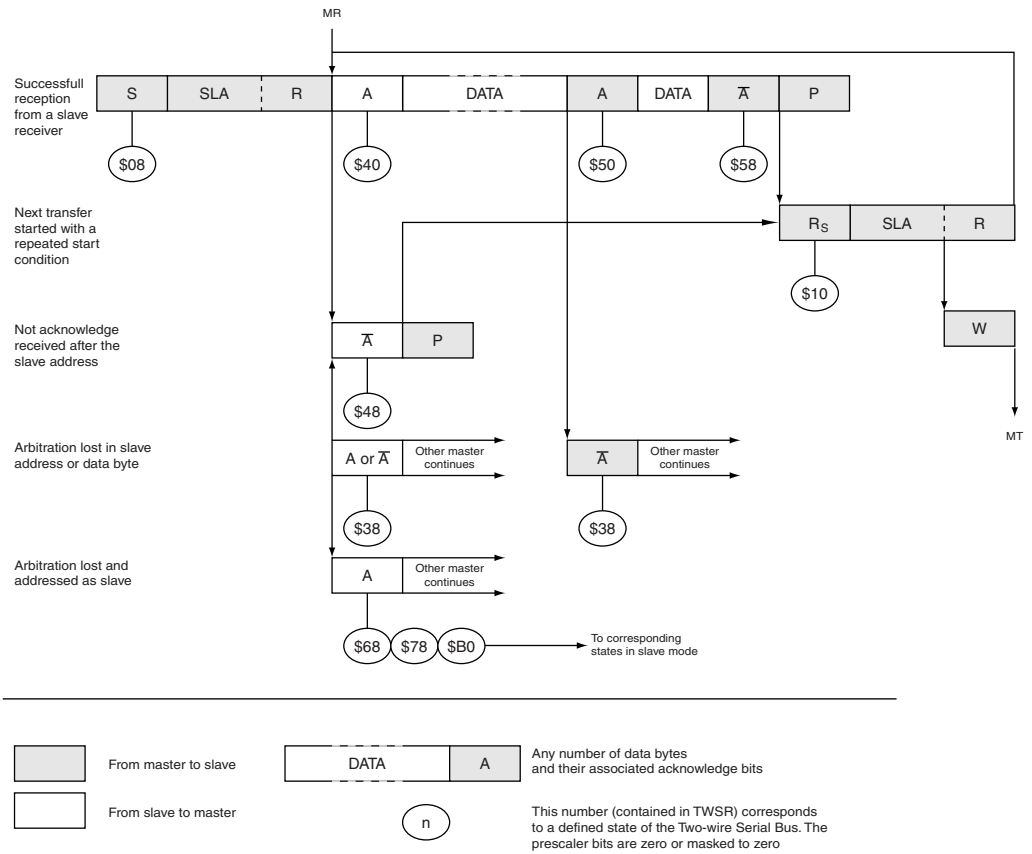 MR
Successfull
reception
from a slave
receiver
S SLA R A DATA A DATA A̅ P
$08 $40 $50 $58
Next transfer
started with a
repeated start
condition
RS SLA R
$10
W
MT
Not acknowledge
received after the
slave address
A̅ P
$48
Arbitration lost in slave
address or data byte
A or A̅
Other master
continues
A̅
Other master
continues
$38 $38
Arbitration lost and
addressed as slave
A
Other master
continues
$68 $78 $B0
To corresponding
states in slave mode
From master to slave
DATA A
Any number of data bytes
and their associated acknowledge bits
From slave to master
n
This number (contained in TWSR) corresponds
to a defined state of the Two-wire Serial Bus. The
prescaler bits are zero or masked to zero